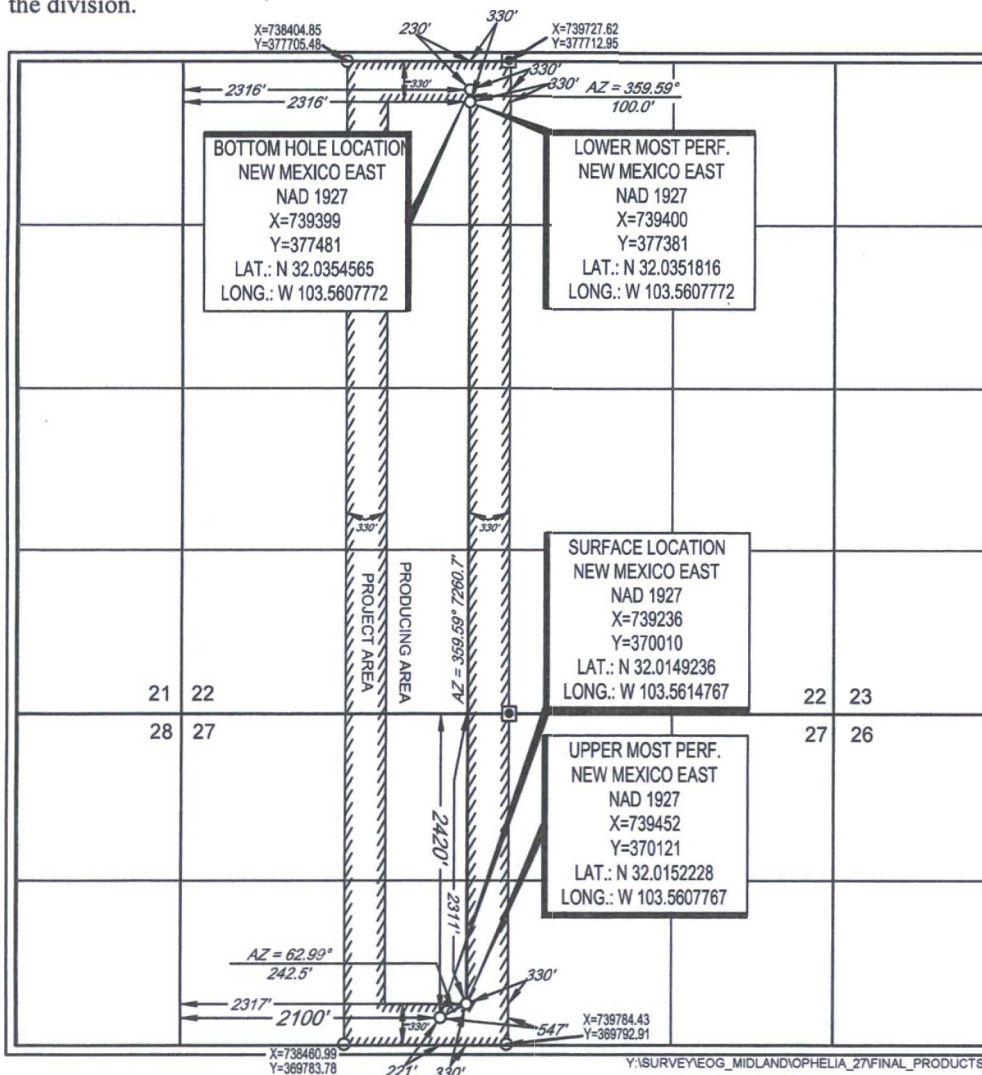 the division.
X=738404.85
Y=377705.48
230'
330'
X=739727.62
Y=377712.95
330'
330'
330'
2316'
2316'
AZ = 359.59°
100.0'
BOTTOM HOLE LOCATION
NEW MEXICO EAST
NAD 1927
X=739399
Y=377481
LAT.: N 32.0354565
LONG.: W 103.5607772
LOWER MOST PERF.
NEW MEXICO EAST
NAD 1927
X=739400
Y=377381
LAT.: N 32.0351816
LONG.: W 103.5607772
330'
330'
PROJECT AREA
PRODUCING AREA
AZ = 359.59° 7260.7'
SURFACE LOCATION
NEW MEXICO EAST
NAD 1927
X=739236
Y=370010
LAT.: N 32.0149236
LONG.: W 103.5614767
21 22
28 27
22 23
27 26
UPPER MOST PERF.
NEW MEXICO EAST
NAD 1927
X=739452
Y=370121
LAT.: N 32.0152228
LONG.: W 103.5607767
2420'
2311'
AZ = 62.99°
242.5'
330'
2317'
2100'
330'
547'
X=739784.43
Y=369792.91
X=738460.99
Y=369783.78
221'
330'
Y:\SURVEY\EOG_MIDLAND\OPHELIA_27\FINAL_PRODUCTS